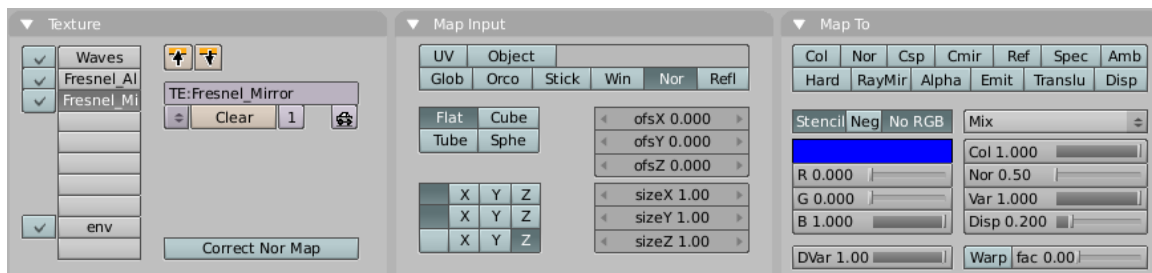 Texture
Waves
Fresnel_Al
Fresnel_Mi
env
TE:Fresnel_Mirror
Clear 1
Correct Nor Map
Map Input
UV Object
Glob Orco Stick Win Nor Refl
Flat Cube
Tube Sphe
ofsX 0.000
ofsY 0.000
ofsZ 0.000
X Y Z
X Y Z
X Y Z
sizeX 1.00
sizeY 1.00
sizeZ 1.00
Map To
Col Nor Csp Cmir Ref Spec Amb
Hard RayMir Alpha Emit Translu Disp
Stencil Neg No RGB
R 0.000
G 0.000
B 1.000
DVar 1.00
Mix
Col 1.000
Nor 0.50
Var 1.000
Disp 0.200
Warp fac 0.00